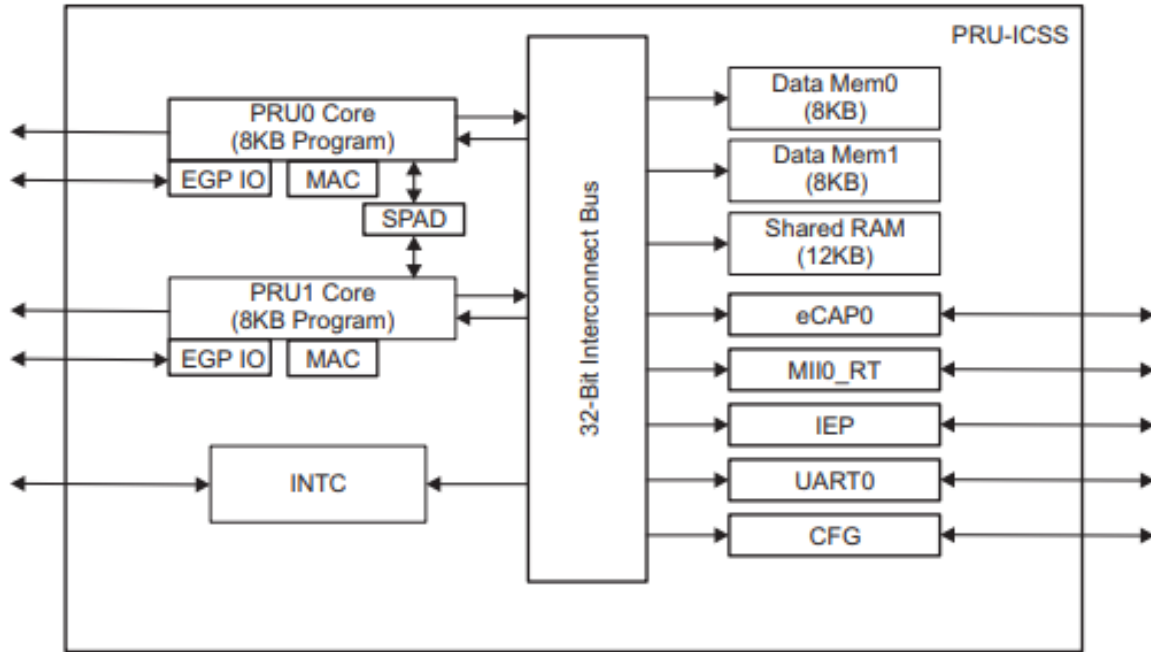 PRU-ICSS
PRU0 Core
(8KB Program)
EGP IO
MAC
SPAD
PRU1 Core
(8KB Program)
EGP IO
MAC
INTC
32-Bit Interconnect Bus
Data Mem0
(8KB)
Data Mem1
(8KB)
Shared RAM
(12KB)
eCAP0
MII0_RT
IEP
UART0
CFG